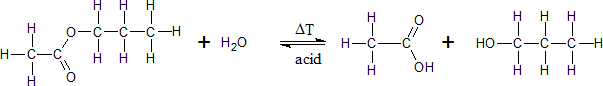 H H H
H O C C C H
H C C H H H
H O
+ H₂O
ΔT
acid
H O
H C C
H OH
+
H H H
HO C C C H
H H H